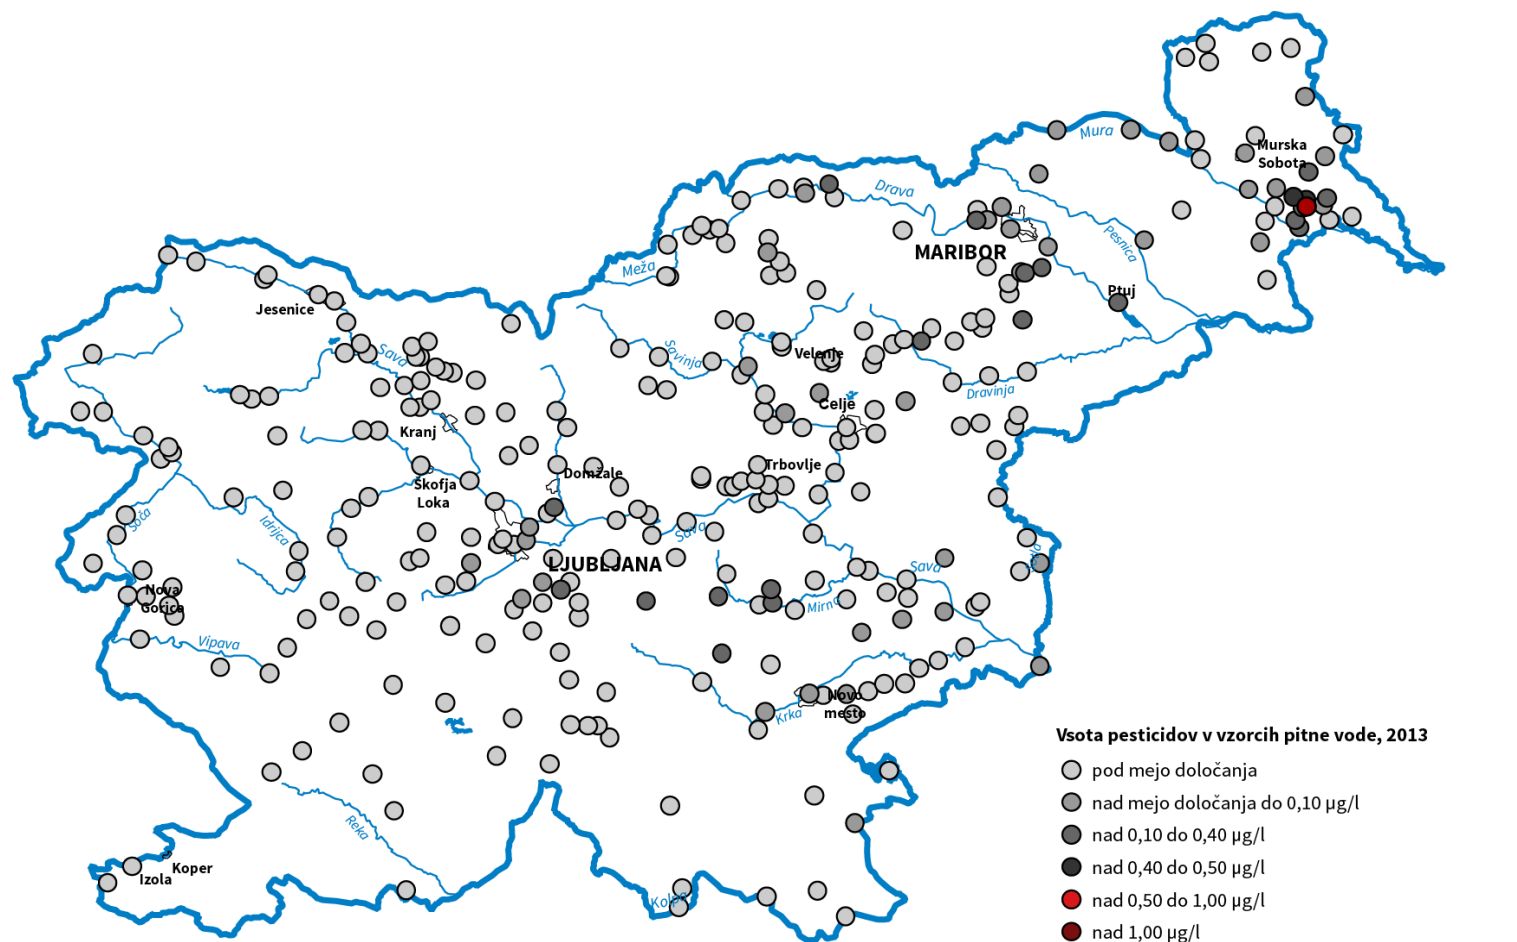 Mura
Murska
Sobota
Drava
Pesnica
MARIBOR
Meža
Ptuj
Jesenice
Sava
Savinja
Velenje
Dravinja
Celje
Kranj
Trbovlje
Domžale
Škofja
Loka
Soča
Idrijca
Sava
LJUBLJANA
Sava
Nova
Gorica
Mirna
Vipava
Novo
mesto
Krka
Vsota pesticidov v vzorcih pitne vode, 2013
pod mejo določanja
nad mejo določanja do 0,10 µg/l
nad 0,10 do 0,40 µg/l
nad 0,40 do 0,50 µg/l
nad 0,50 do 1,00 µg/l
nad 1,00 µg/l
Reka
Koper
Izola
Kolpa